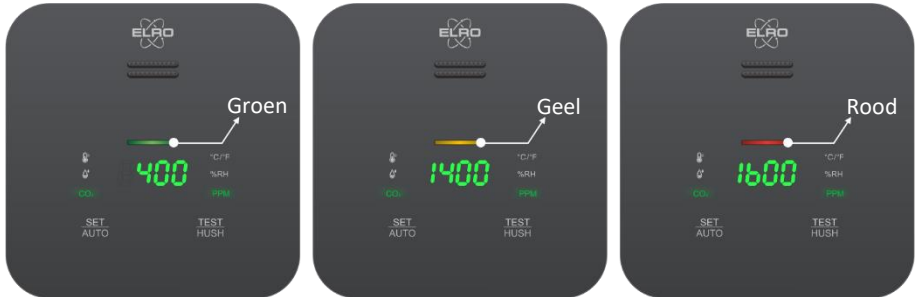 ELRO
Groen
°C/°F
400
%RH
CO₂
PPM
SET
AUTO
TEST
HUSH
ELRO
Geel
°C/°F
1400
%RH
CO₂
PPM
SET
AUTO
TEST
HUSH
ELRO
Rood
°C/°F
1600
%RH
CO₂
PPM
SET
AUTO
TEST
HUSH